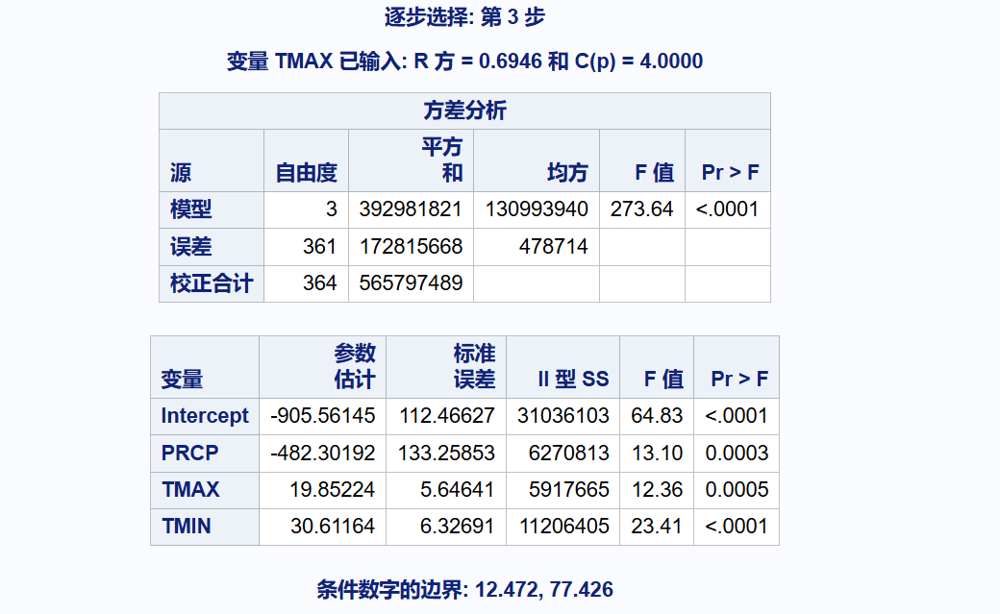 逐步选择: 第 3 步
变量 TMAX 已输入: R 方 = 0.6946 和 C(p) = 4.0000
方差分析
源 自由度 平方和 均方 F 值 Pr > F
模型 3 392981821 130993940 273.64 <.0001
误差 361 172815668 478714
校正合计 364 565797489
变量 参数估计 标准误差 II 型 SS F 值 Pr > F
Intercept -905.56145 112.46627 31036103 64.83 <.0001
PRCP -482.30192 133.25853 6270813 13.10 0.0003
TMAX 19.85224 5.64641 5917665 12.36 0.0005
TMIN 30.61164 6.32691 11206405 23.41 <.0001
条件数字的边界: 12.472, 77.426